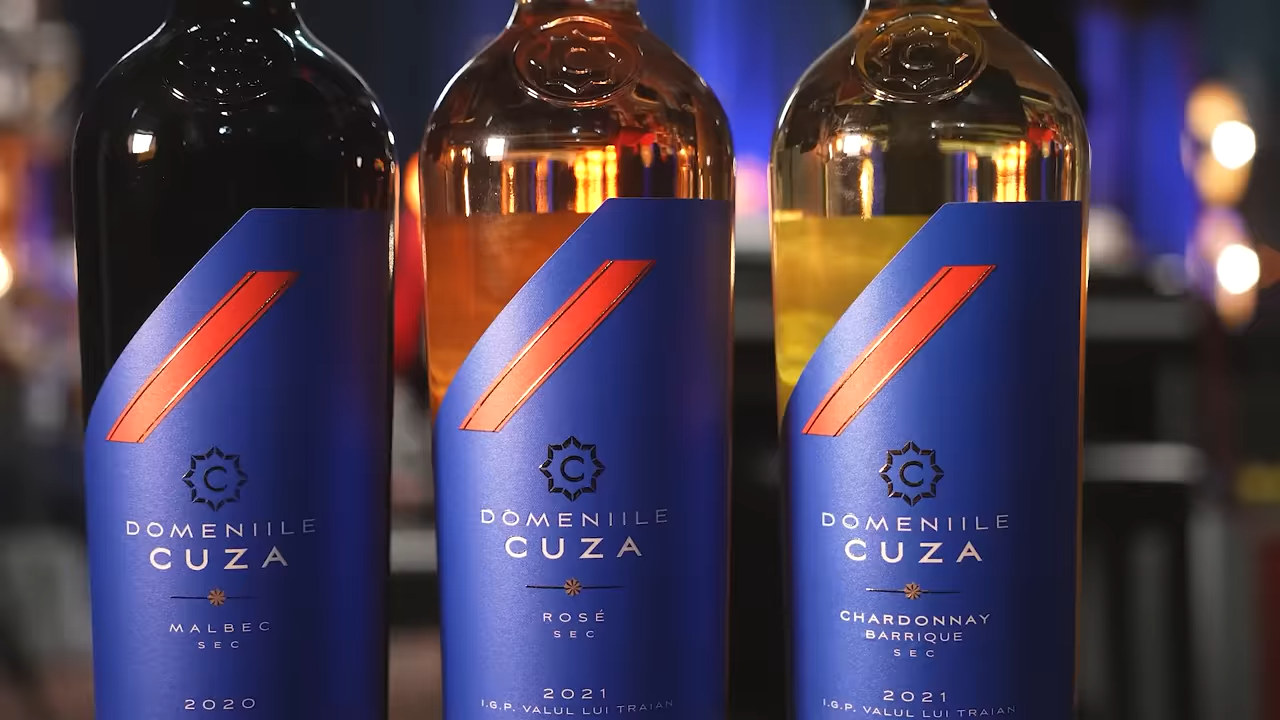 C
DOMENIILE
CUZA
MALBEC
SEC
2020
C
C
DOMENIILE
CUZA
ROSÉ
SEC
2021
I.G.P. VALUL LUI TRAIAN
C
C
DOMENIILE
CUZA
CHARDONNAY
BARRIQUE
SEC
2021
I.G.P. VALUL LUI TRAIAN